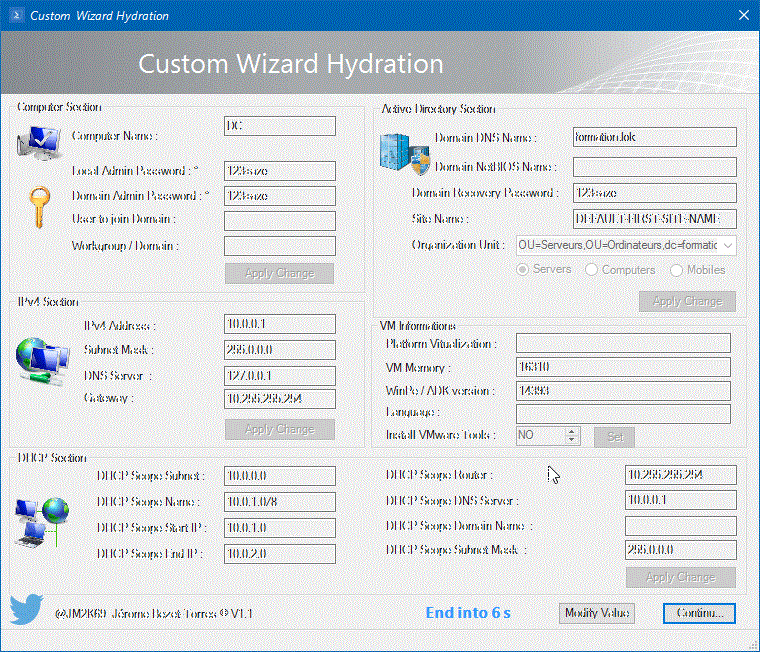 Custom Wizard Hydration
Custom Wizard Hydration
Computer Section
Computer Name :
DC
Local Admin Password : *
123+aze
Domain Admin Password : *
123+aze
User to join Domain :
Workgroup / Domain :
Apply Change
Active Directory Section
Domain DNS Name :
formation.lok
Domain NetBIOS Name :
Domain Recovery Password :
123+aze
Site Name :
DEFAULT-FIRST-SITE-NAME
Organization Unit :
OU=Serveurs,OU=Ordinateurs,dc=formatic
Servers
Computers
Mobiles
Apply Change
IPv4 Section
IPv4 Address :
10.0.0.1
Subnet Mask :
255.0.0.0
DNS Server :
127.0.0.1
Gateway :
10.255.255.254
Apply Change
VM Informations
Platform Vitualization :
VM Memory :
16310
WinPe / ADK version :
14393
Language :
Install VMware Tools :
NO
Set
DHCP Section
DHCP Scope Subnet :
10.0.0.0
DHCP Scope Name :
10.0.1.0/8
DHCP Scope Start IP :
10.0.1.0
DHCP Scope End IP :
10.0.2.0
DHCP Scope Router :
10.255.255.254
DHCP Scope DNS Server :
10.0.0.1
DHCP Scope Domain Name :
DHCP Scope Subnet Mask :
255.0.0.0
Apply Change
@JM2K69 Jérôme Bezet-Torres © V1.1
End into 6 s
Modify Value
Continu...